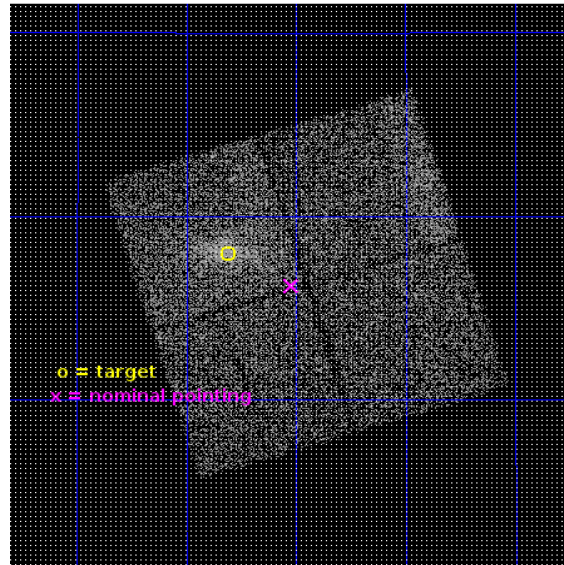 o = target
x = nominal pointing